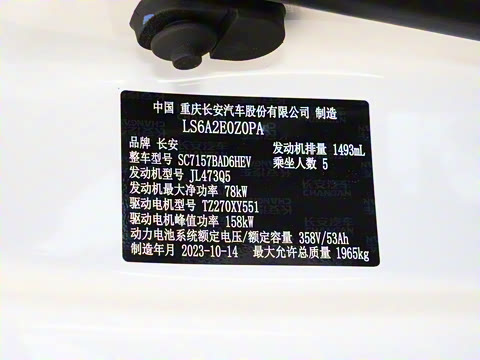 中国 重庆长安汽车股份有限公司 制造
LS6A2E0Z0PA
品牌 长安 发动机排量 1493mL
整车型号 SC7157BAD6HEV 乘坐人数 5
发动机型号 JL473Q5
发动机最大净功率 78kW
驱动电机型号 TZ270XY551
驱动电机峰值功率 158kW
动力电池系统额定电压/额定容量 358V/53Ah
制造年月 2023-10-14 最大允许总质量 1965kg